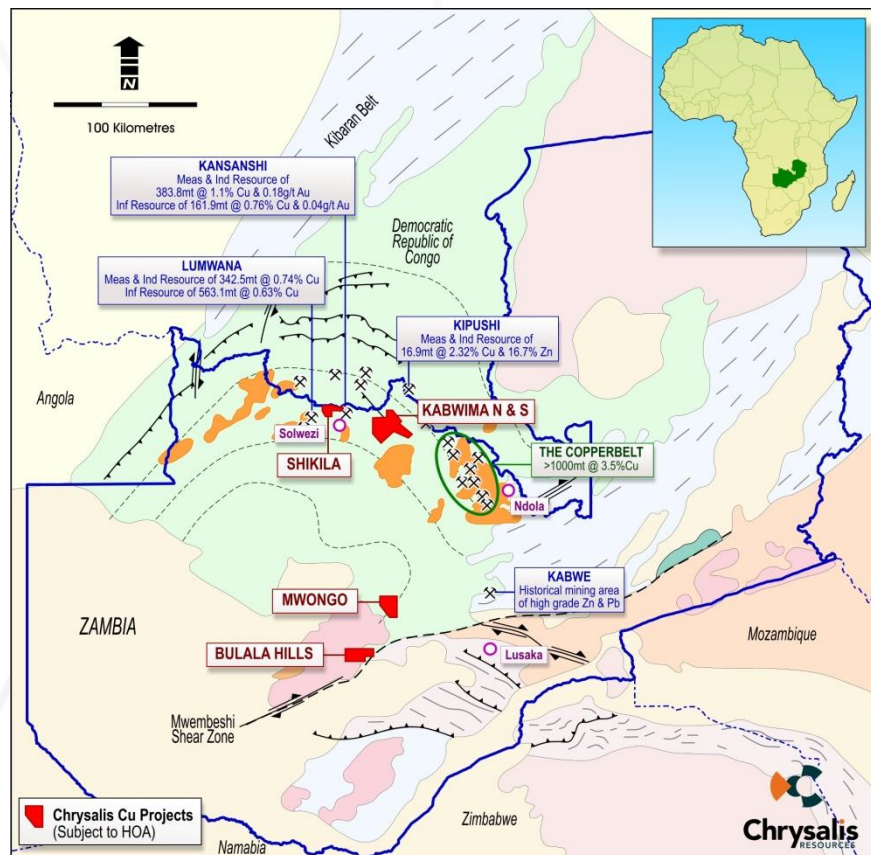 N
100 Kilometres
Kibaran Belt
KANSANSHI
Meas & Ind Resource of
383.8mt @ 1.1% Cu & 0.18g/t Au
Inf Resource of 161.9mt @ 0.76% Cu & 0.04g/t Au
Democratic
Republic of
Congo
LUMWANA
Meas & Ind Resource of 342.5mt @ 0.74% Cu
Inf Resource of 563.1mt @ 0.63% Cu
KIPUSHI
Meas & Ind Resource of
16.9mt @ 2.32% Cu & 16.7% Zn
Angola
KABWIMA N & S
Solwezi
SHIKILA
THE COPPERBELT
>1000mt @ 3.5%Cu
Ndola
KABWE
Historical mining area
of high grade Zn & Pb
MWONGO
ZAMBIA
Mozambique
BULALA HILLS
Lusaka
Mwembeshi
Shear Zone
Chrysalis Cu Projects
(Subject to HOA)
Namabia
Zimbabwe
Chrysalis
RESOURCES